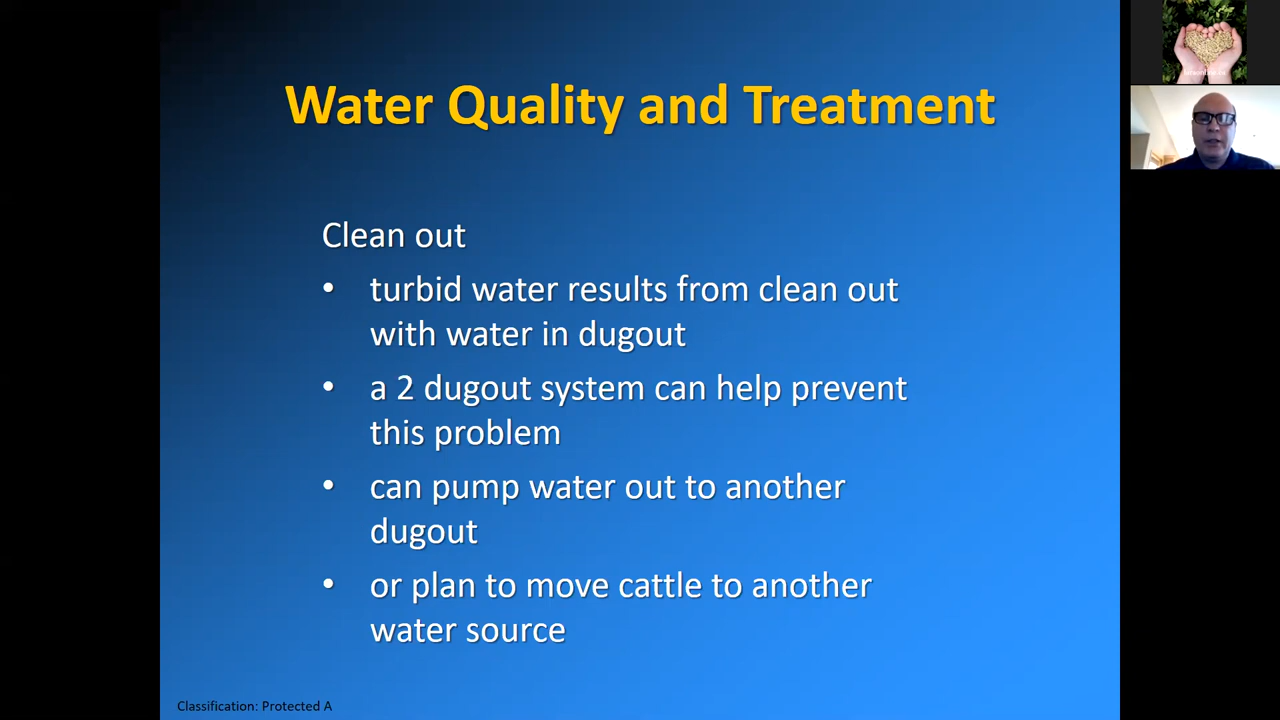 Water Quality and Treatment
Clean out
• turbid water results from clean out
with water in dugout
• a 2 dugout system can help prevent
this problem
• can pump water out to another
dugout
• or plan to move cattle to another
water source
Classification: Protected A